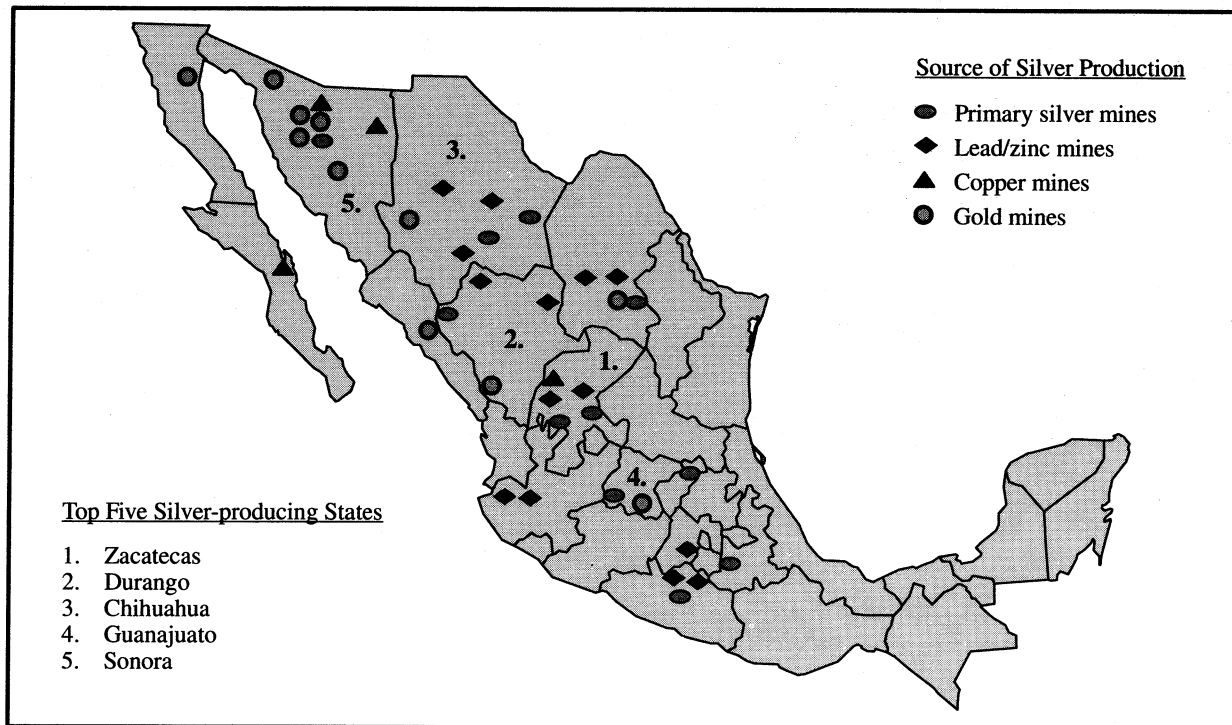 Source of Silver Production
Primary silver mines
Lead/zinc mines
Copper mines
Gold mines
3.
5.
2.
1.
4.
Top Five Silver-producing States
1. Zacatecas
2. Durango
3. Chihuahua
4. Guanajuato
5. Sonora